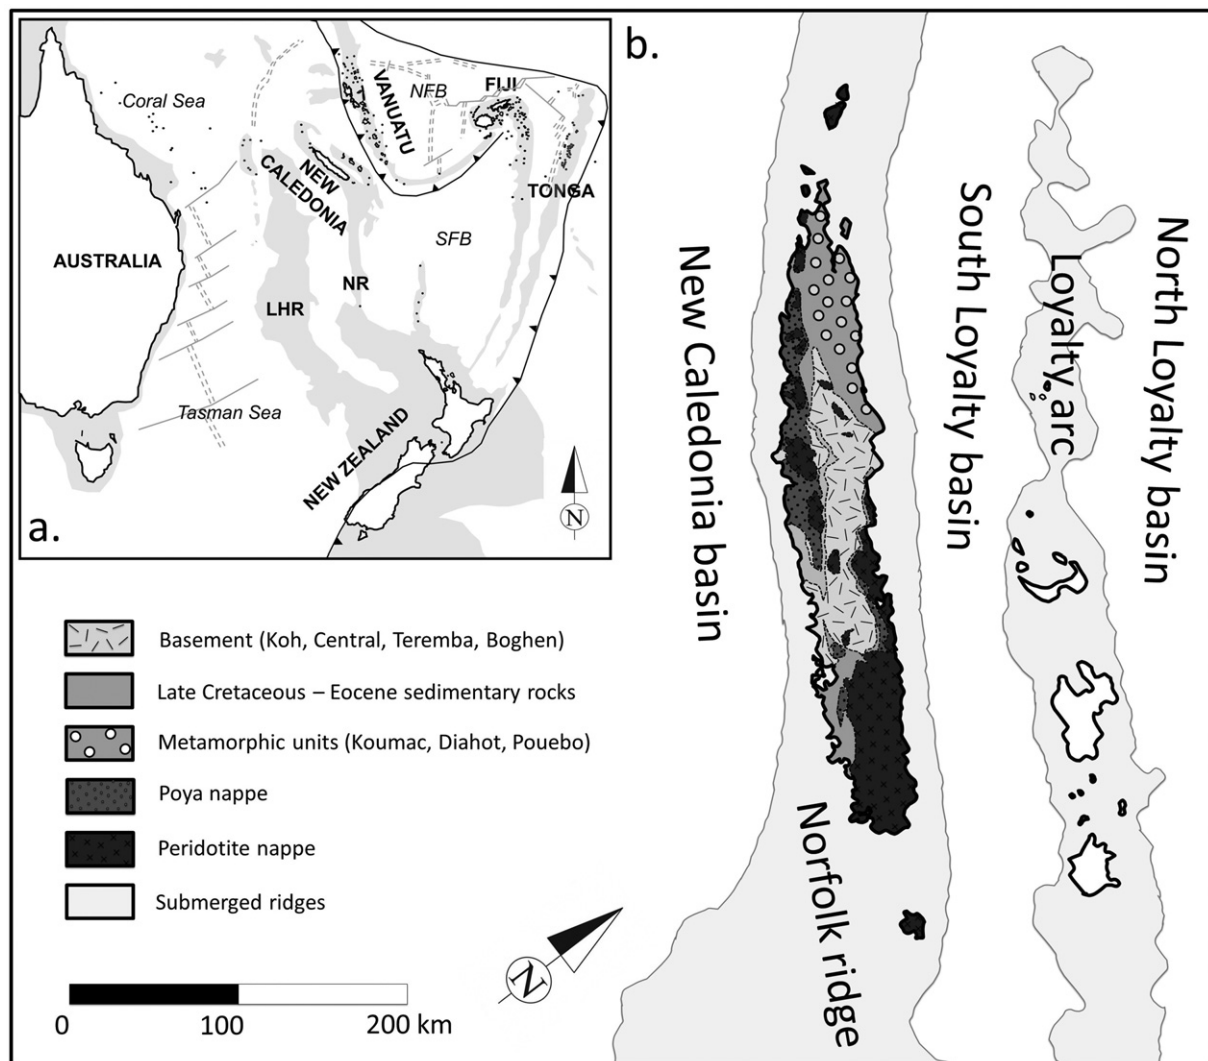 a.
Coral Sea
VANUATU
NFB
FIJI
NEW
CALEDONIA
TONGA
SFB
AUSTRALIA
NR
LHR
Tasman Sea
NEW ZEALAND
N
b.
New Caledonia basin
South Loyalty basin
Loyalty arc
North Loyalty basin
Norfolk ridge
Basement (Koh, Central, Teremba, Boghen)
Late Cretaceous – Eocene sedimentary rocks
Metamorphic units (Koumac, Diahot, Pouebo)
Poya nappe
Peridotite nappe
Submerged ridges
N
0 100 200 km